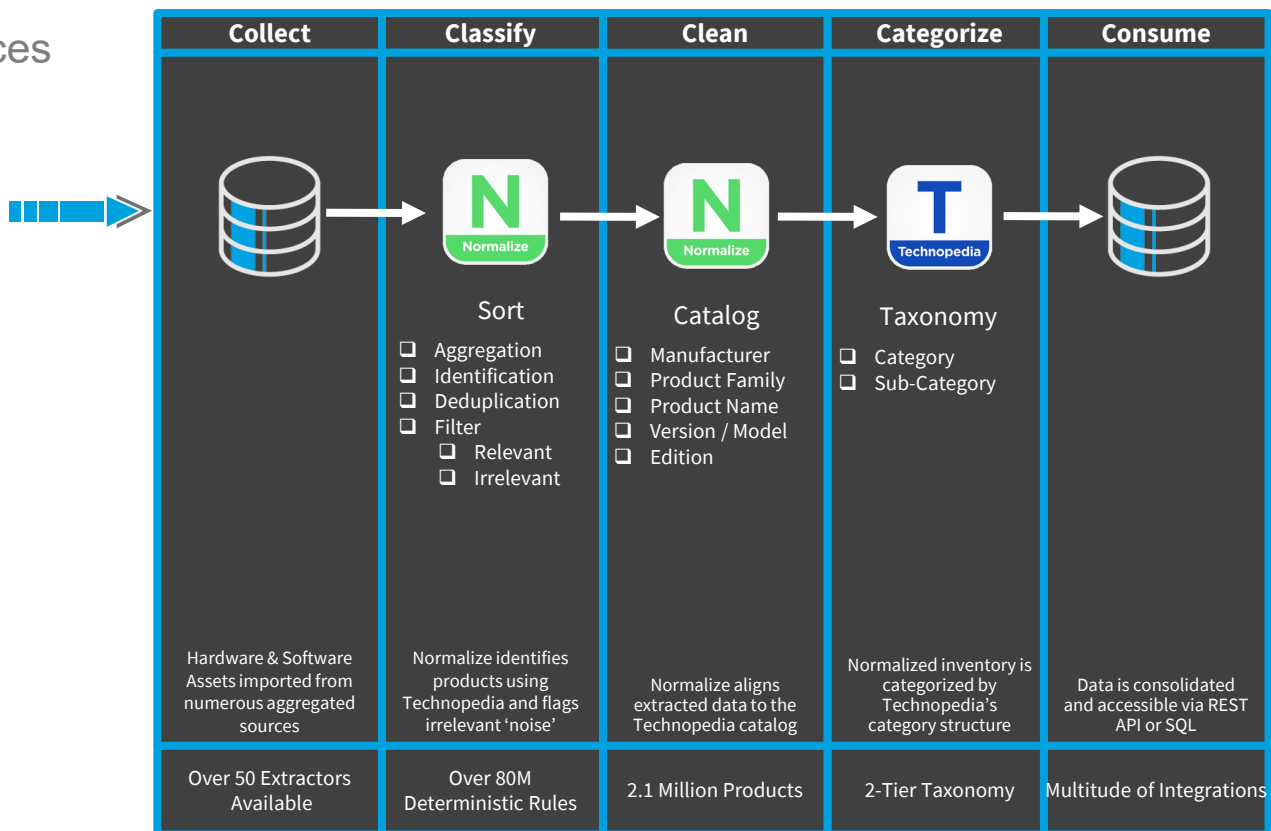 ces
Collect
Classify
Clean
Categorize
Consume
N
Normalize
N
Normalize
T
Technopedia
Sort
❑ Aggregation
❑ Identification
❑ Deduplication
❑ Filter
❑ Relevant
❑ Irrelevant
Catalog
❑ Manufacturer
❑ Product Family
❑ Product Name
❑ Version / Model
❑ Edition
Taxonomy
❑ Category
❑ Sub-Category
Hardware & Software
Assets imported from
numerous aggregated
sources
Normalize identifies
products using
Technopedia and flags
irrelevant ‘noise’
Normalize aligns
extracted data to the
Technopedia catalog
Normalized inventory is
categorized by
Technopedia’s
category structure
Data is consolidated
and accessible via REST
API or SQL
Over 50 Extractors
Available
Over 80M
Deterministic Rules
2.1 Million Products
2-Tier Taxonomy
Multitude of Integrations